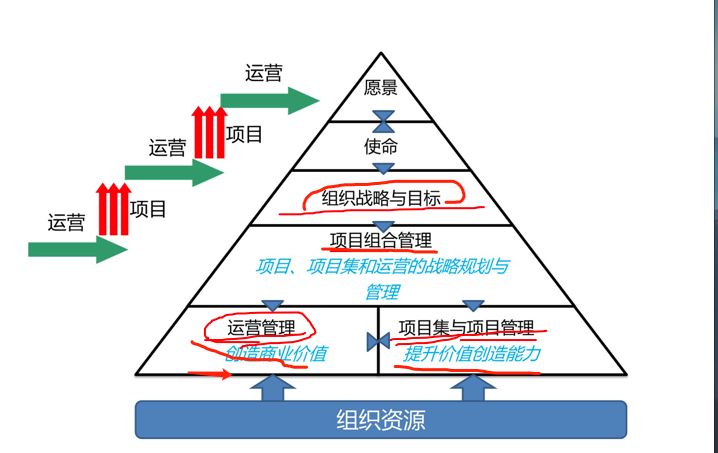 运营
项目
运营
项目
运营
愿景
使命
组织战略与目标
项目组合管理
项目、项目集和运营的战略规划与
管理
运营管理
创造商业价值
项目集与项目管理
提升价值创造能力
组织资源